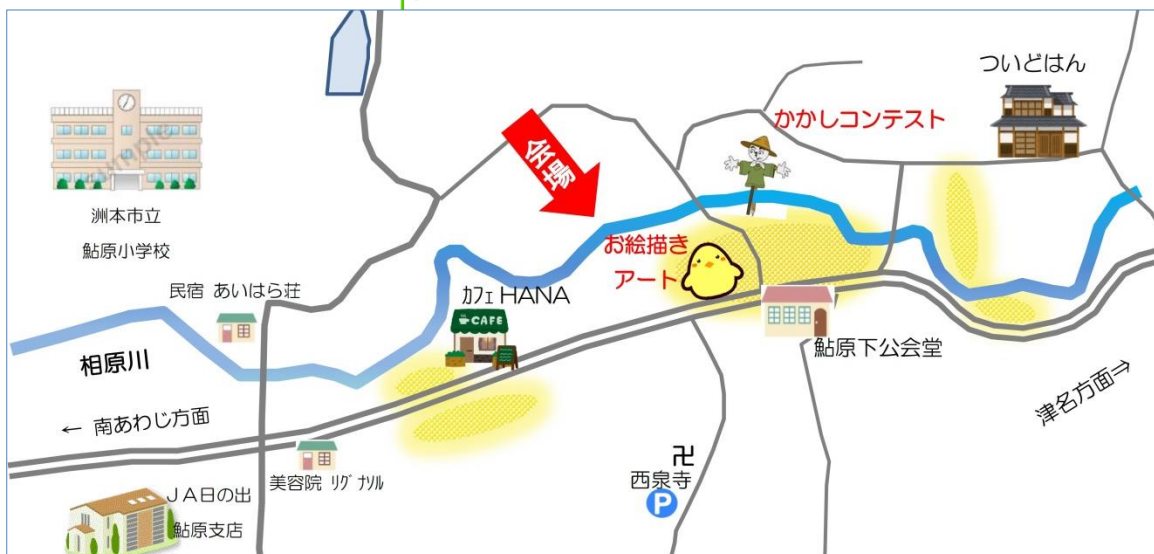 ついどはん
かかしコンテスト
会場
洲本市立
鮎原小学校
お絵描き
アート
民宿 あいはら荘
カフェ HANA
CAFE
相原川
鮎原下公会堂
← 南あわじ方面
津名方面⇒
美容院 リグナソル
卍
西泉寺
P
JA日の出
鮎原支店
sample